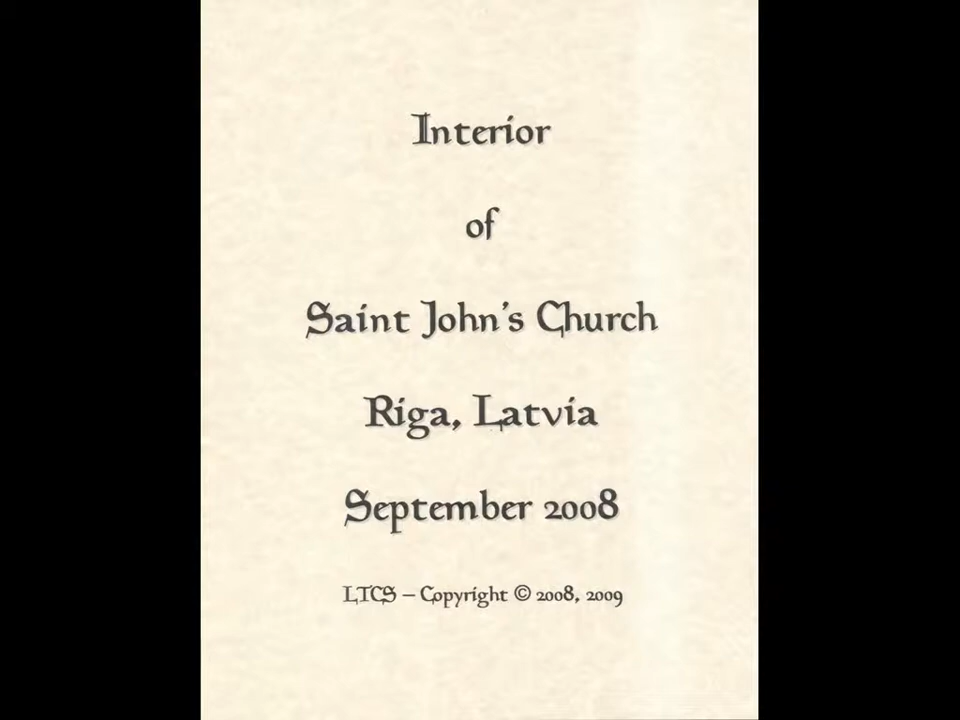 Interior
of
Saint John's Church
Riga, Latvia
September 2008
LTCS – Copyright © 2008, 2009